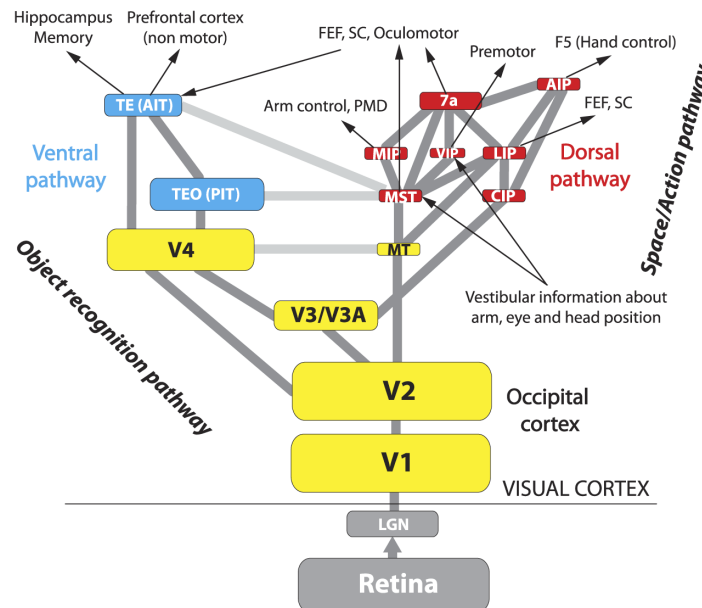 Hippocampus
Memory
Prefrontal cortex
(non motor)
FEF, SC, Oculomotor
Premotor
F5 (Hand control)
TE (AIT)
Arm control, PMD
7a
AIP
FEF, SC
Ventral
pathway
MIP
VIP
LIP
Dorsal
pathway
TEO (PIT)
MST
CIP
Space/Action pathway
V4
MT
Object recognition pathway
V3/V3A
Vestibular information about
arm, eye and head position
V2
Occipital
cortex
V1
VISUAL CORTEX
LGN
Retina